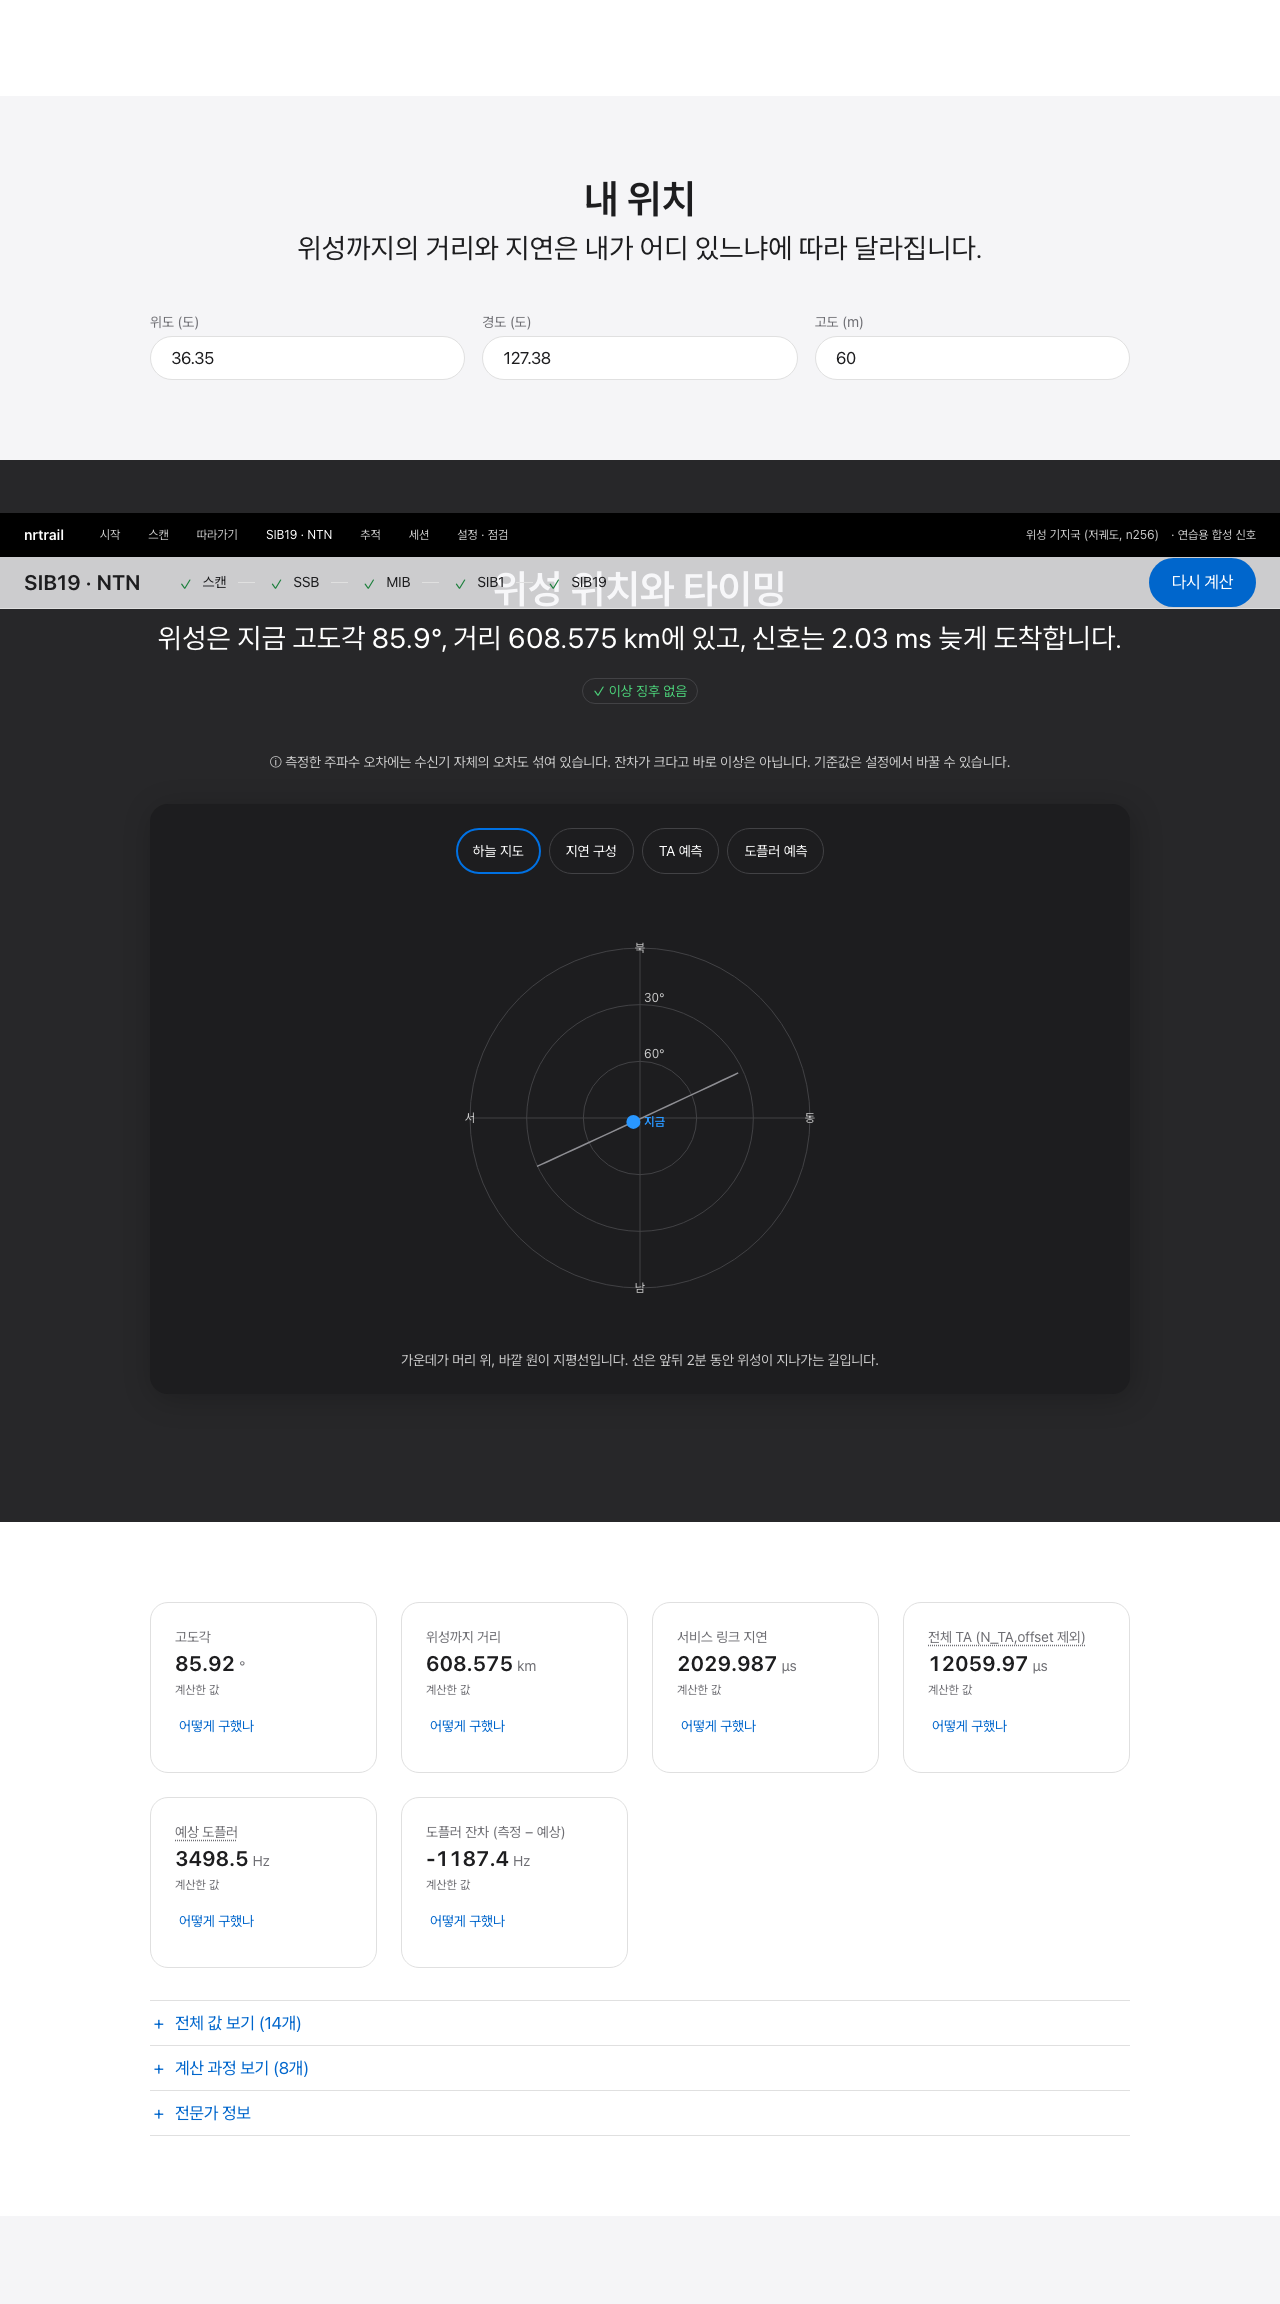 내 위치
위성까지의 거리와 지연은 내가 어디 있느냐에 따라 달라집니다.
위도 (도)
경도 (도)
고도 (m)
36.35
127.38
60
nrtrail 시작 스캔 따라가기 SIB19 · NTN 추적 세션 설정 · 점검 위성 기지국 (저궤도, n256) · 연습용 합성 신호
SIB19 · NTN ✓ 스캔 ✓ SSB ✓ MIB ✓ SIB1 ✓ SIB19 다시 계산
위성 위치와 타이밍
위성은 지금 고도각 85.9°, 거리 608.575 km에 있고, 신호는 2.03 ms 늦게 도착합니다.
✓ 이상 징후 없음
ⓘ 측정한 주파수 오차에는 수신기 자체의 오차도 섞여 있습니다. 잔차가 크다고 바로 이상은 아닙니다. 기준값은 설정에서 바꿀 수 있습니다.
하늘 지도 지연 구성 TA 예측 도플러 예측
북
30°
60°
서
지금
동
남
가운데가 머리 위, 바깥 원이 지평선입니다. 선은 앞뒤 2분 동안 위성이 지나가는 길입니다.
고도각
85.92 °
계산한 값
어떻게 구했나
위성까지 거리
608.575 km
계산한 값
어떻게 구했나
서비스 링크 지연
2029.987 µs
계산한 값
어떻게 구했나
전체 TA (N_TA,offset 제외)
12059.97 µs
계산한 값
어떻게 구했나
예상 도플러
3498.5 Hz
계산한 값
어떻게 구했나
도플러 잔차 (측정 − 예상)
-1187.4 Hz
계산한 값
어떻게 구했나
+ 전체 값 보기 (14개)
+ 계산 과정 보기 (8개)
+ 전문가 정보